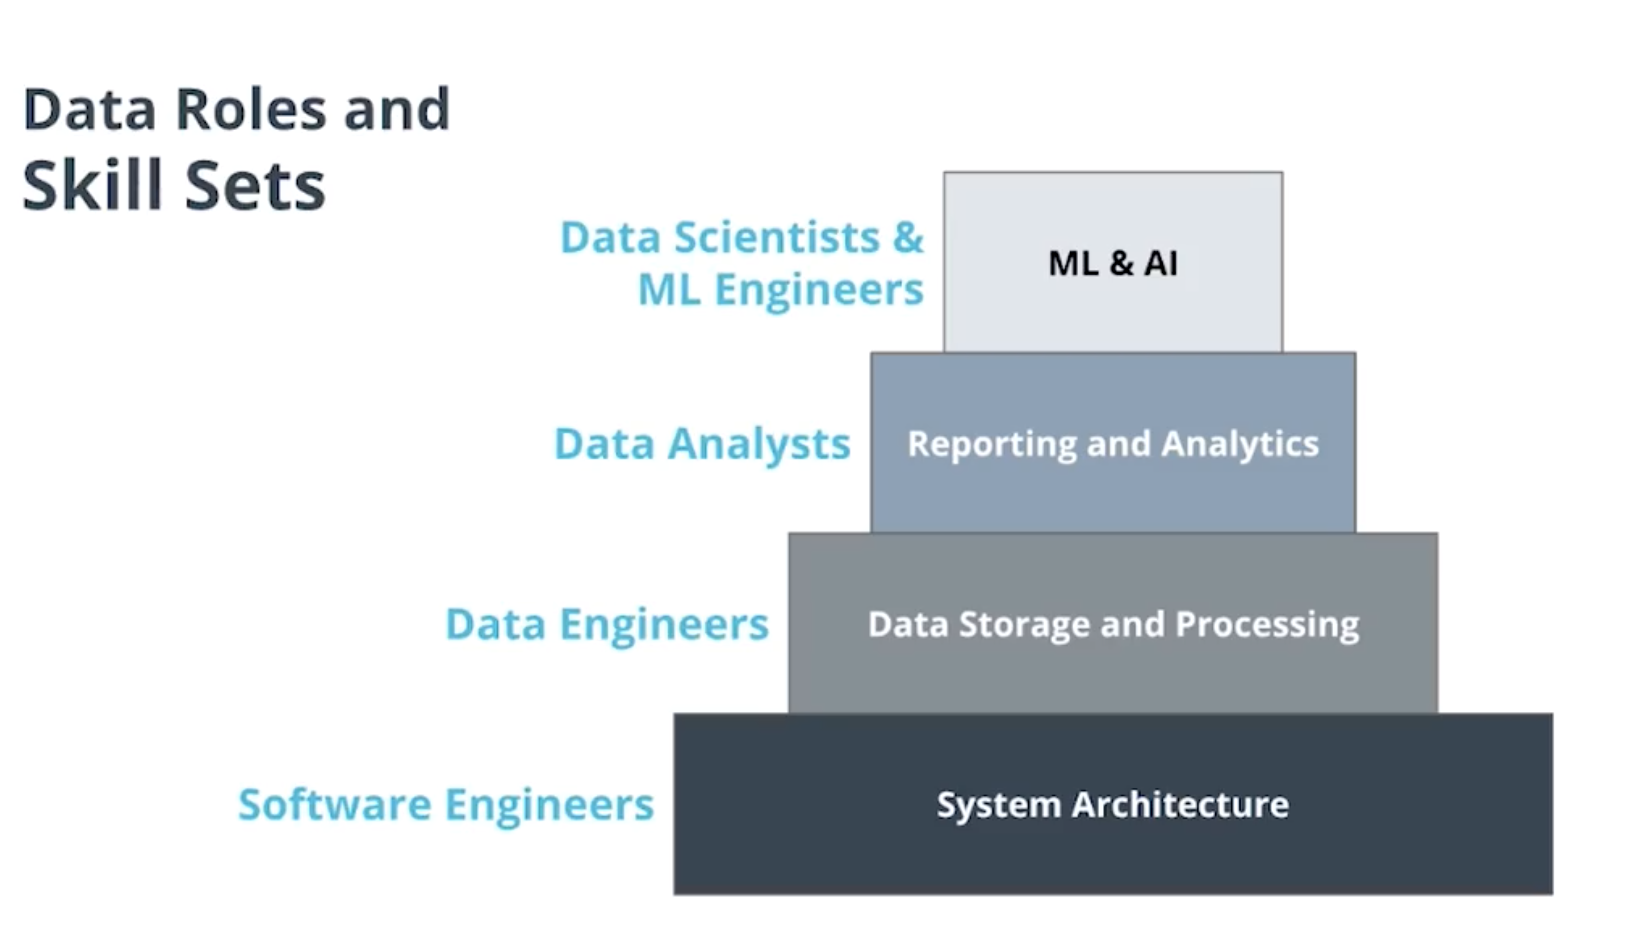 Data Roles and
Skill Sets
Data Scientists &
ML Engineers
ML & AI
Data Analysts
Reporting and Analytics
Data Engineers
Data Storage and Processing
Software Engineers
System Architecture